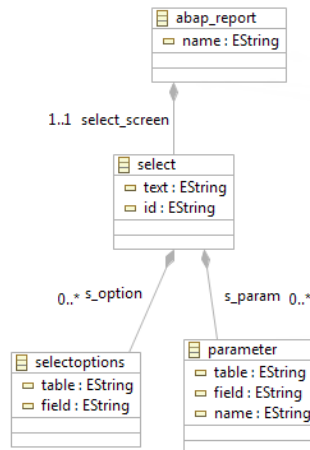 abap_report
name : EString
1..1 select_screen
select
text : EString
id : EString
0..* s_option
s_param 0..*
selectoptions
table : EString
field : EString
parameter
table : EString
field : EString
name : EString